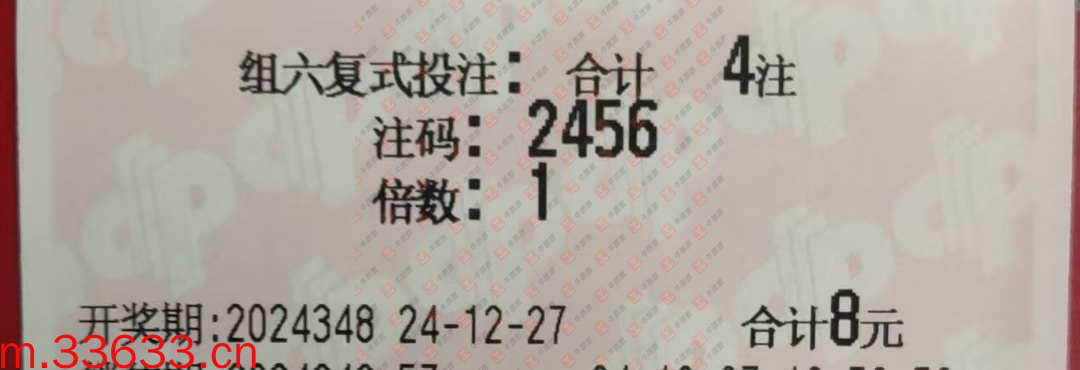 组六复式投注: 合计 4注
注码: 2456
倍数: 1
开奖期:2024348 24-12-27 合计8元
m.33633.cn